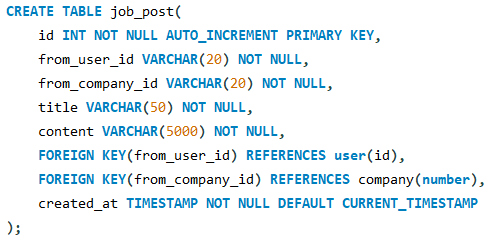 CREATE TABLE job_post(
    id INT NOT NULL AUTO_INCREMENT PRIMARY KEY,
    from_user_id VARCHAR(20) NOT NULL,
    from_company_id VARCHAR(20) NOT NULL,
    title VARCHAR(50) NOT NULL,
    content VARCHAR(5000) NOT NULL,
    FOREIGN KEY(from_user_id) REFERENCES user(id),
    FOREIGN KEY(from_company_id) REFERENCES company(number),
    created_at TIMESTAMP NOT NULL DEFAULT CURRENT_TIMESTAMP
);